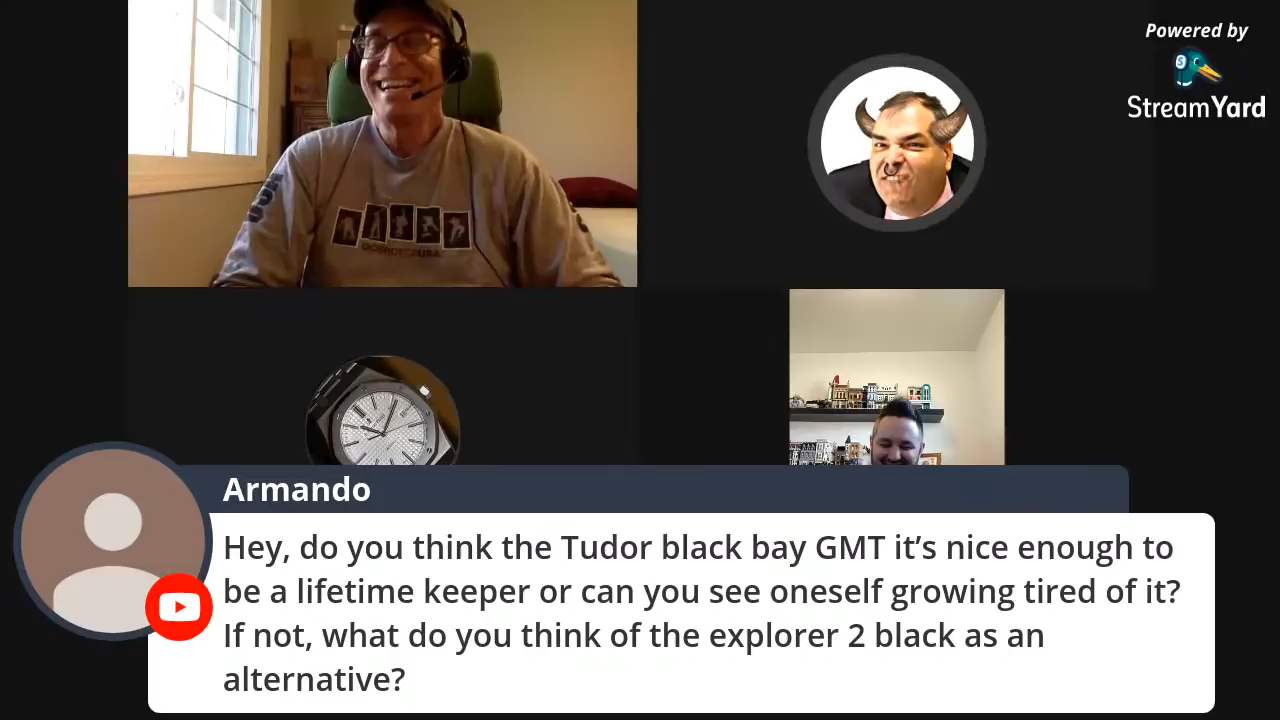 Powered by
StreamYard
Armando
Hey, do you think the Tudor black bay GMT it’s nice enough to
be a lifetime keeper or can you see oneself growing tired of it?
If not, what do you think of the explorer 2 black as an
alternative?